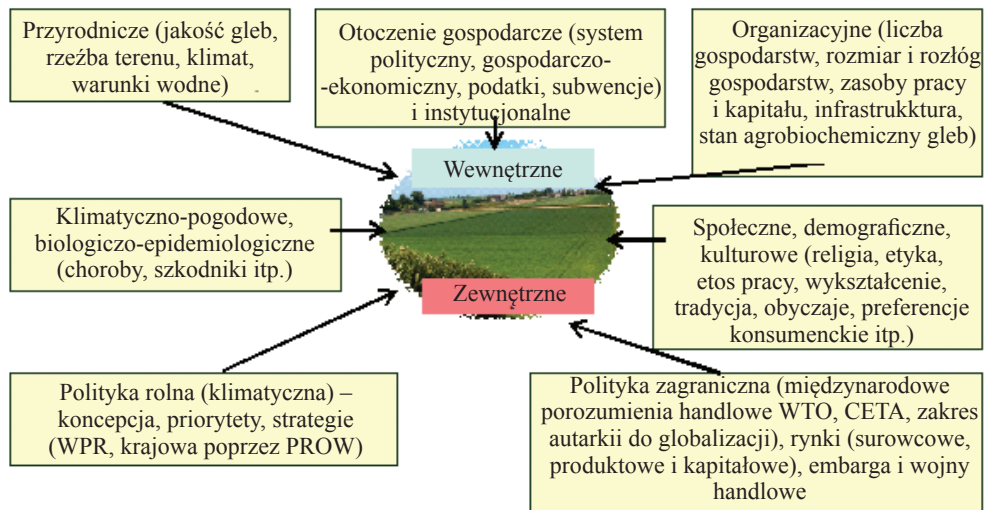 Przyrodnicze (jakość gleb,
rzeźba terenu, klimat,
warunki wodne)
Otoczenie gospodarcze (system
polityczny, gospodarczo-
-ekonomiczny, podatki, subwencje)
i instytucjonalne
Organizacyjne (liczba
gospodarstw, rozmiar i rozłóg
gospodarstw, zasoby pracy
i kapitału, infrastrukktura,
stan agrobiochemiczny gleb)
Wewnętrzne
Klimatyczno-pogodowe,
biologiczo-epidemiologiczne
(choroby, szkodniki itp.)
Społeczne, demograficzne,
kulturowe (religia, etyka,
etos pracy, wykształcenie,
tradycja, obyczaje, preferencje
konsumenckie itp.)
Zewnętrzne
Polityka rolna (klimatyczna) –
koncepcja, priorytety, strategie
(WPR, krajowa poprzez PROW)
Polityka zagraniczna (międzynarodowe
porozumienia handlowe WTO, CETA, zakres
autarkii do globalizacji), rynki (surowcowe,
produktowe i kapitałowe), embarga i wojny
handlowe